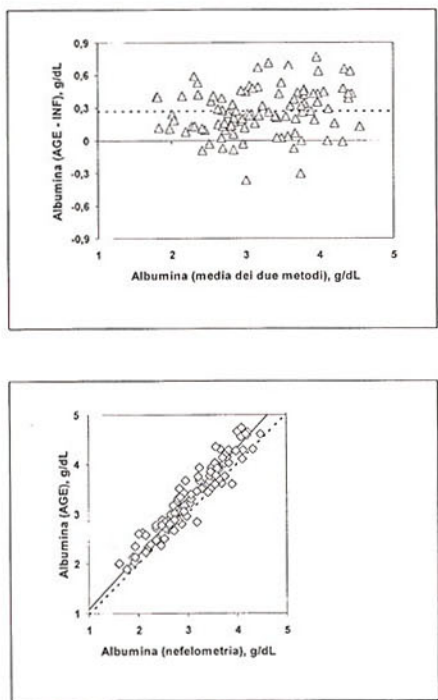 Albumina (AGE - INF), g/dL
0,9
0,6
0,3
0
-0,3
-0,6
-0,9
1 2 3 4 5
Albumina (media dei due metodi), g/dL
Albumina (AGE), g/dL
5
4
2
1
1 2 3 4 5
Albumina (nefelometria), g/dL